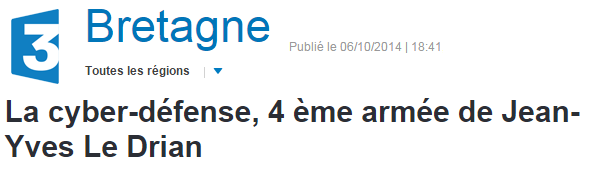 3 Bretagne
Publié le 06/10/2014 | 18:41
Toutes les régions |
La cyber-défense, 4 ème armée de Jean-
Yves Le Drian